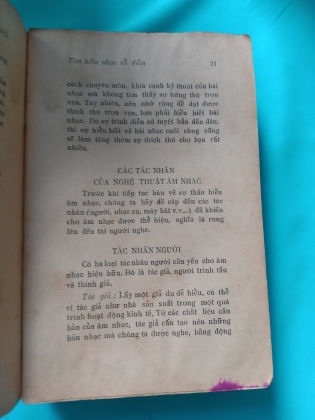 Tìm hiểu nhạc cổ điển 21
cách chuyên môn, khía cạnh kỹ thuật của bài
nhạc mà không tìm thấy sự hứng thú trọn
vẹn. Tuy nhiên, nên nhớ rằng để đạt được
thích thú trọn vẹn, bạn phải hiểu biết bài
nhạc. Dù sự trình diễn có tuyệt hảo đến đâu,
thì sự hiểu biết về bài nhạc cuối cùng cũng
sẽ làm tăng thêm sự thích thú cho bạn rất
nhiều.
CÁC TÁC NHÂN
CỦA NGHỆ THUẬT ÂM NHẠC
Trước khi tiếp tục bàn về sự thấu hiểu
âm nhạc, chúng ta hãy đề cập đến các tác
nhân (người, nhạc cụ, máy hát v.v...) đã khiến
cho âm nhạc được thể hiện, nghĩa là rung
lên đến tai người nghe.
TÁC NHÂN NGƯỜI
Có ba loại tác nhân người cần yếu cho âm
nhạc hiện hữu. Đó là tác giả, người trình tấu
và thính giả.
Tác giả : Lấy một giả dụ dễ hiểu, có thể
ví tác giả như nhà sản xuất trong một quá
trình hoạt động kinh tế. Từ các chất liệu căn
bản của âm nhạc, tác giả cấu tạo nên những
bản nhạc mà chúng ta được nghe, bằng động